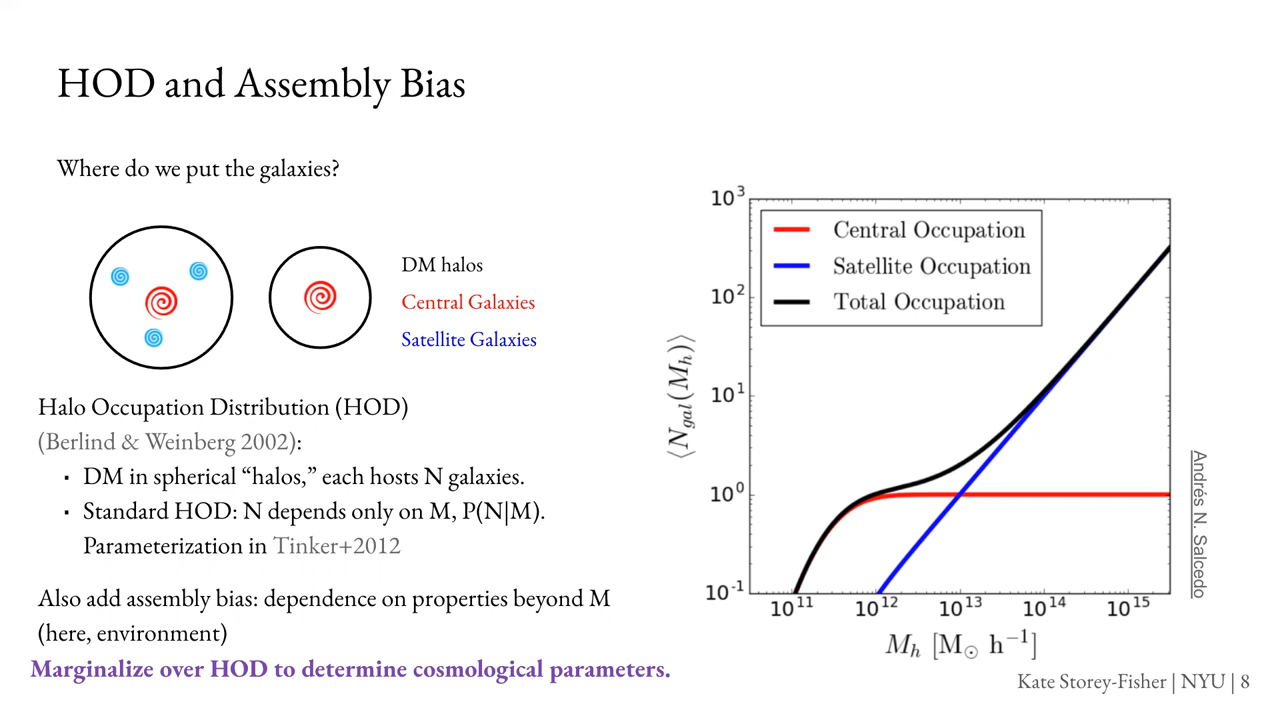 HOD and Assembly Bias
Where do we put the galaxies?
DM halos
Central Galaxies
Satellite Galaxies
Halo Occupation Distribution (HOD)
(Berlind & Weinberg 2002):
▪ DM in spherical “halos,” each hosts N galaxies.
▪ Standard HOD: N depends only on M, P(N|M).
Parameterization in Tinker+2012
Also add assembly bias: dependence on properties beyond M
(here, environment)
Marginalize over HOD to determine cosmological parameters.
Central Occupation
Satellite Occupation
Total Occupation
10³
10²
10¹
10⁰
10⁻¹
⟨N_gal(M_h)⟩
10¹¹ 10¹² 10¹³ 10¹⁴ 10¹⁵
M_h [M_⊙ h⁻¹]
Andrés N. Salcedo
Kate Storey-Fisher | NYU | 8